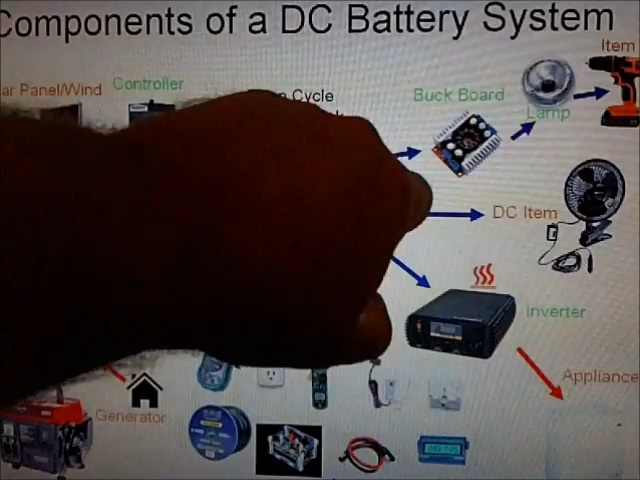 Components of a DC Battery System
Item
ar Panel/Wind
Controller
Cycle
Buck Board
Lamp
DC Item
Inverter
Appliance
Generator